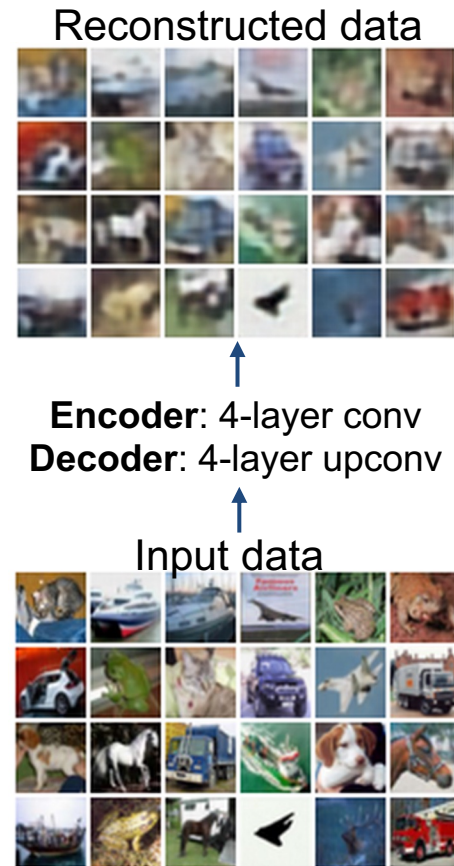 Reconstructed data
Encoder: 4-layer conv
Decoder: 4-layer upconv
Input data